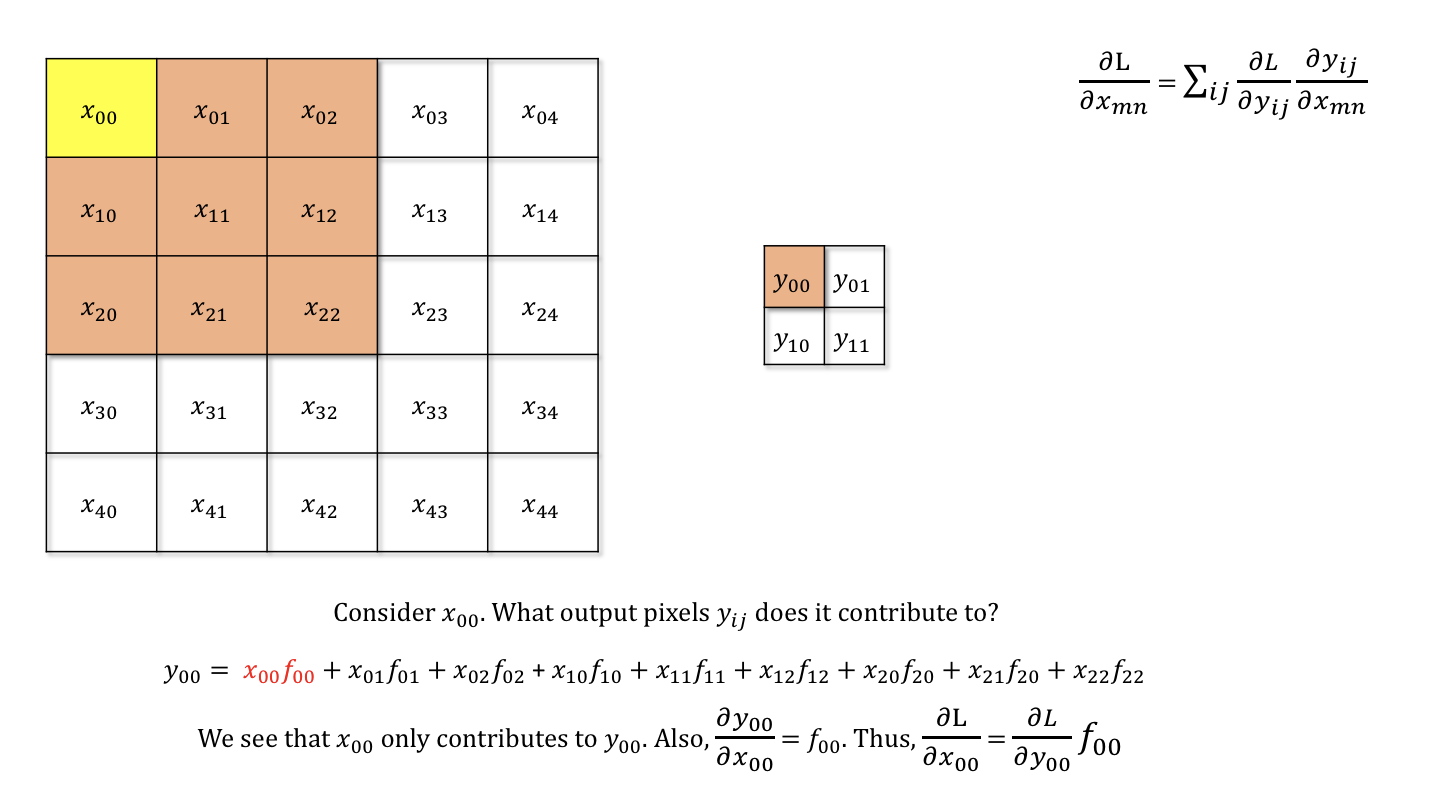 x₀₀ x₀₁ x₀₂ x₀₃ x₀₄
x₁₀ x₁₁ x₁₂ x₁₃ x₁₄
x₂₀ x₂₁ x₂₂ x₂₃ x₂₄
x₃₀ x₃₁ x₃₂ x₃₃ x₃₄
x₄₀ x₄₁ x₄₂ x₄₃ x₄₄
∂L/∂xₘₙ = ∑ᵢⱼ ∂L/∂yᵢⱼ ∂yᵢⱼ/∂xₘₙ
y₀₀ y₀₁
y₁₀ y₁₁
Consider x₀₀. What output pixels yᵢⱼ does it contribute to?
y₀₀ = x₀₀f₀₀ + x₀₁f₀₁ + x₀₂f₀₂ + x₁₀f₁₀ + x₁₁f₁₁ + x₁₂f₁₂ + x₂₀f₂₀ + x₂₁f₂₀ + x₂₂f₂₂
We see that x₀₀ only contributes to y₀₀. Also, ∂y₀₀/∂x₀₀ = f₀₀. Thus, ∂L/∂x₀₀ = ∂L/∂y₀₀ f₀₀